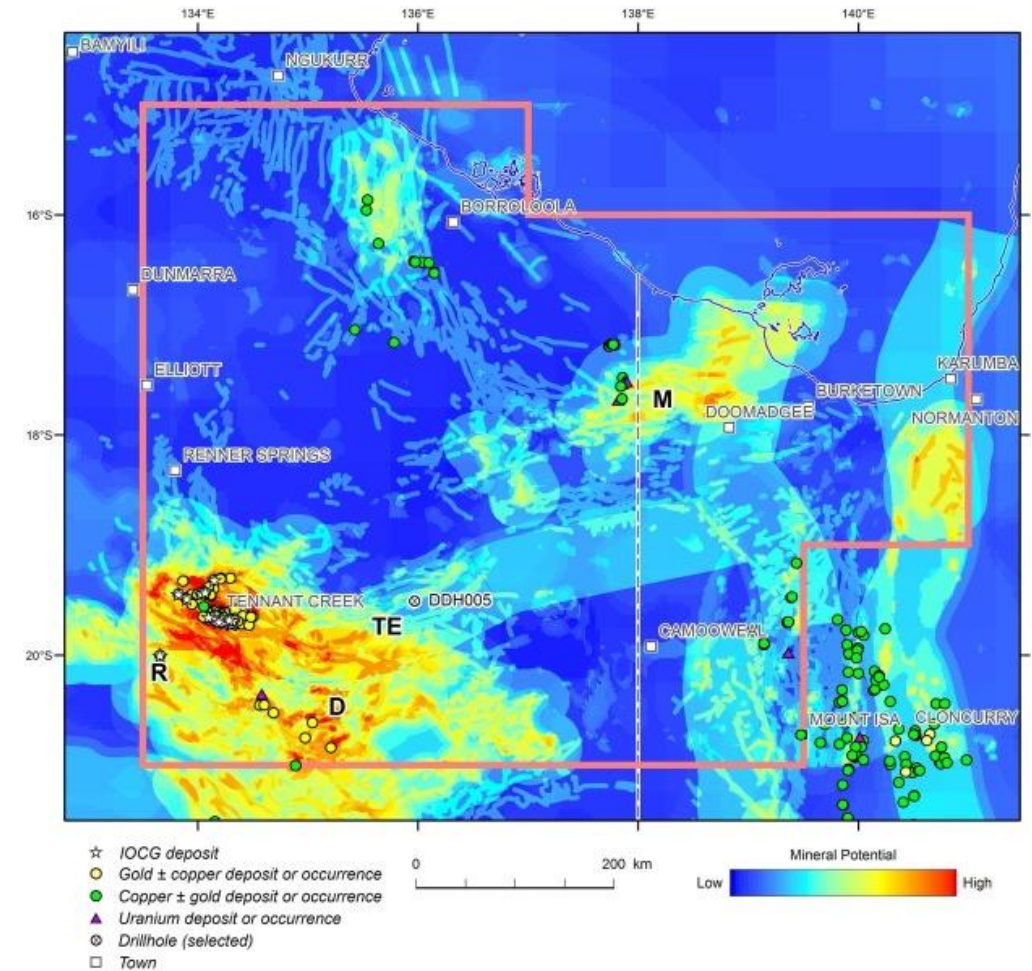 134°E 136°E 138°E 140°E
BAMYILI
NGUKURR
16°S
BORROLOOLA
DUNMARRA
KARUMBA
ELLIOTT
BURKETOWN
M
DOOMADGEE
NORMANTON
18°S
RENNER SPRINGS
TENNANT CREEK
DDH005
TE
CAMOOWEAL
20°S
R
D
MOUNT ISA
CLONCURRY
IOCG deposit
Gold ± copper deposit or occurrence
Copper ± gold deposit or occurrence
Uranium deposit or occurrence
Drillhole (selected)
Town
0 200 km
Mineral Potential
Low High